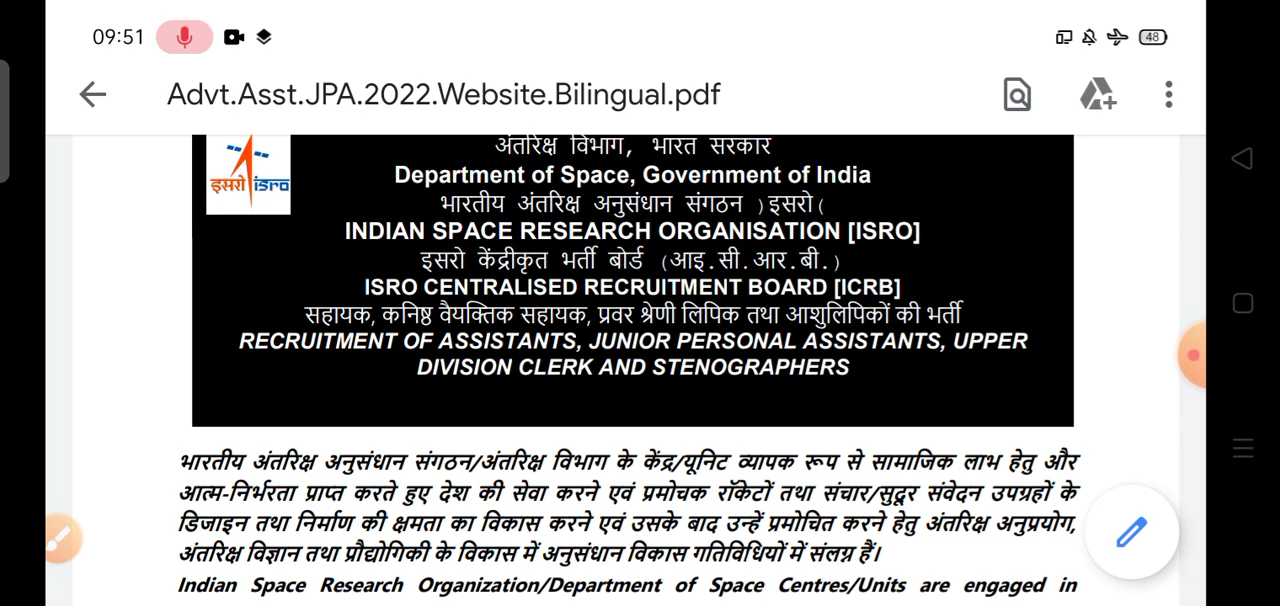 09:51
48
Advt.Asst.JPA.2022.Website.Bilingual.pdf
अंतरिक्ष विभाग, भारत सरकार
इसरो isro
Department of Space, Government of India
भारतीय अंतरिक्ष अनुसंधान संगठन )इसरो(
INDIAN SPACE RESEARCH ORGANISATION [ISRO]
इसरो केंद्रीकृत भर्ती बोर्ड (आइ.सी.आर.बी.)
ISRO CENTRALISED RECRUITMENT BOARD [ICRB]
सहायक, कनिष्ठ वैयक्तिक सहायक, प्रवर श्रेणी लिपिक तथा आशुलिपिकों की भर्ती
RECRUITMENT OF ASSISTANTS, JUNIOR PERSONAL ASSISTANTS, UPPER
DIVISION CLERK AND STENOGRAPHERS
भारतीय अंतरिक्ष अनुसंधान संगठन/अंतरिक्ष विभाग के केंद्र/यूनिट व्यापक रूप से सामाजिक लाभ हेतु और
आत्म-निर्भरता प्राप्त करते हुए देश की सेवा करने एवं प्रमोचक रॉकेटों तथा संचार/सुदूर संवेदन उपग्रहों के
डिजाइन तथा निर्माण की क्षमता का विकास करने एवं उसके बाद उन्हें प्रमोचित करने हेतु अंतरिक्ष अनुप्रयोग,
अंतरिक्ष विज्ञान तथा प्रौद्योगिकी के विकास में अनुसंधान विकास गतिविधियों में संलग्न हैं।
Indian Space Research Organization/Department of Space Centres/Units are engaged in